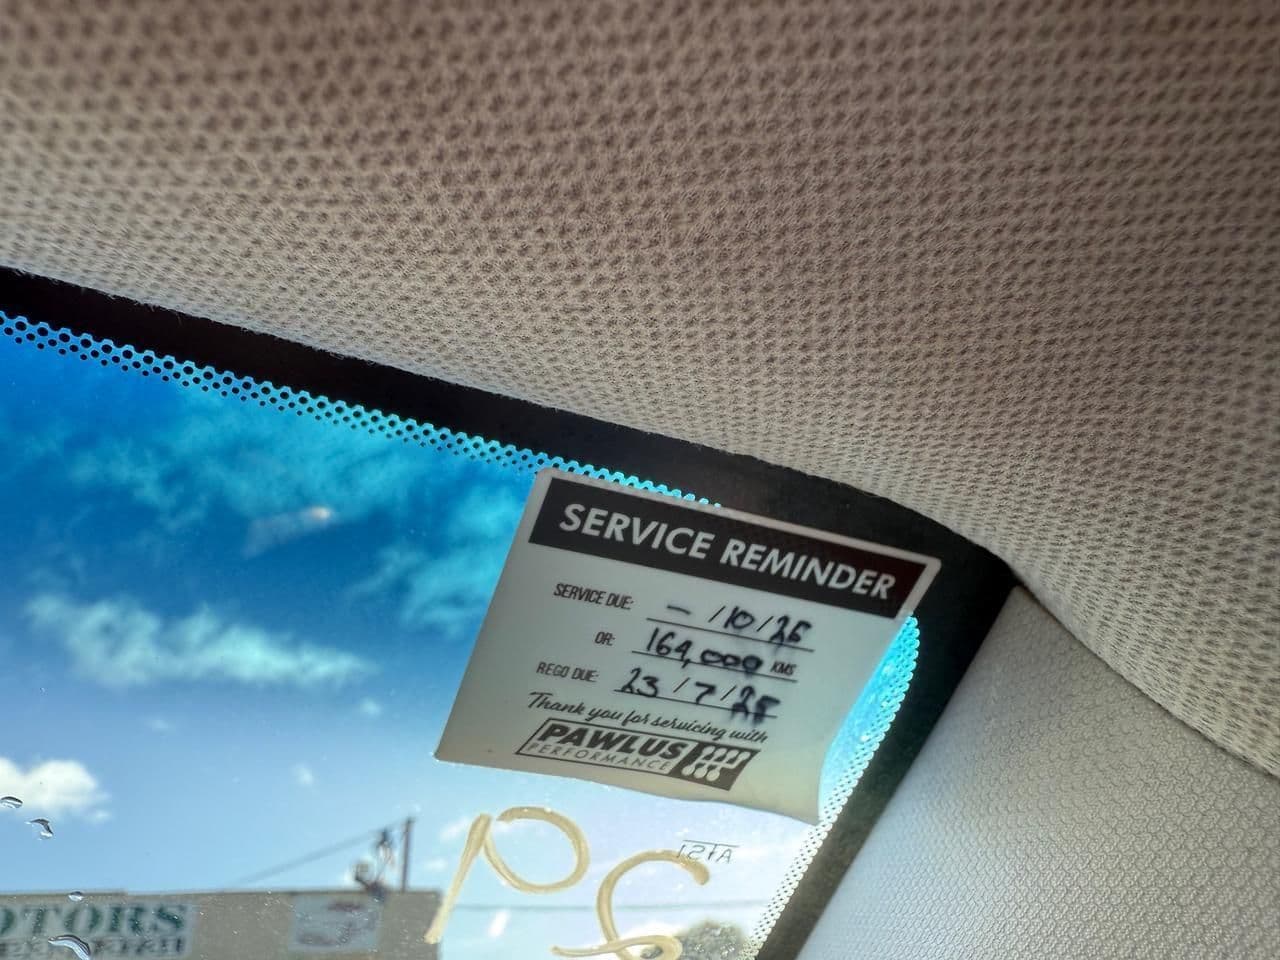 SERVICE REMINDER
SERVICE DUE: - /10/25
OR: 164,000 KMS
REGO DUE: 23/7/25
Thank you for servicing with
PAWLUS
PERFORMANCE
OTORS